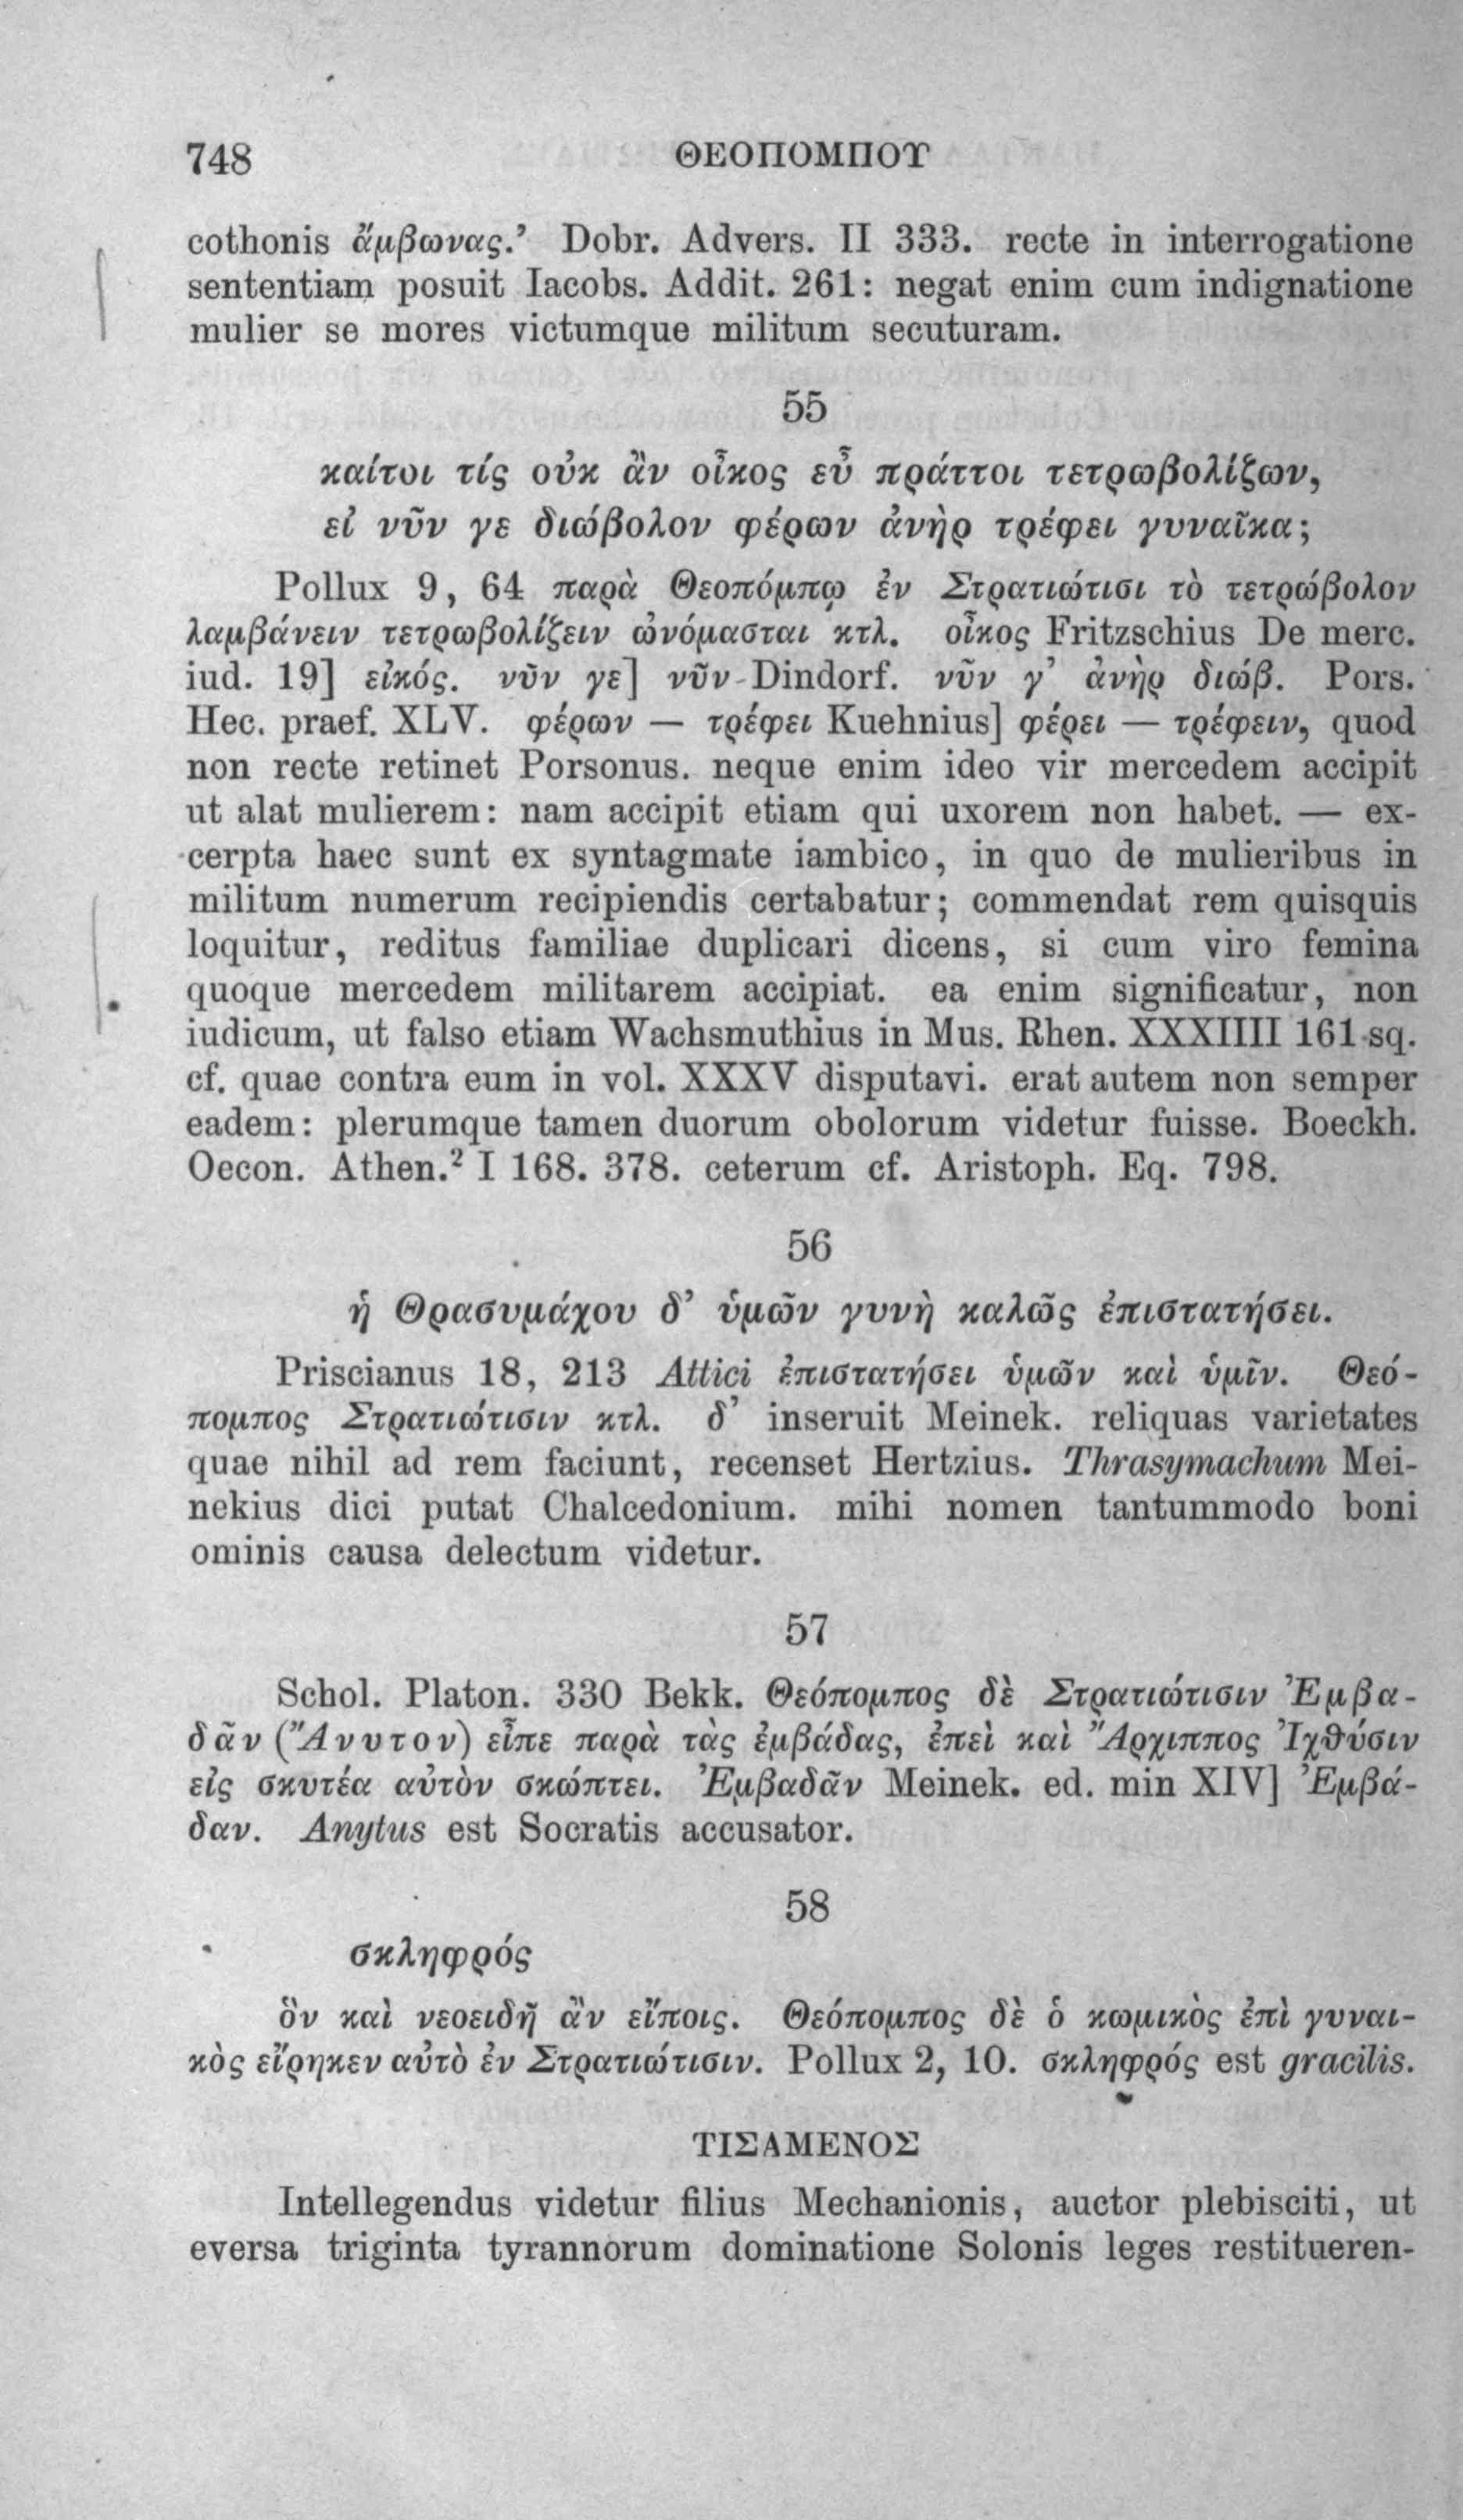 748 ΘΕΟΠΟΜΠΟΥ
cothonis ἄμβωνας.’ Dobr. Advers. II 333. recte in interrogatione
sententiam posuit Iacobs. Addit. 261: negat enim cum indignatione
mulier se mores victumque militum secuturam.
55
καίτοι τίς οὐκ ἂν οἶκος εὖ πράττοι τετρωβολίζων,
εἰ νῦν γε διώβολον φέρων ἀνὴρ τρέφει γυναῖκα;
Pollux 9, 64 παρὰ Θεοπόμπῳ ἐν Στρατιώτισι τὸ τετρώβολον
λαμβάνειν τετρωβολίζειν ὠνόμασται κτλ. οἶκος Fritzschius De merc.
iud. 19] εἰκός. νῦν γε] νῦν Dindorf. νῦν γ’ ἀνὴρ διώβ. Pors.
Hec. praef. XLV. φέρων — τρέφει Kuehnius] φέρει — τρέφειν, quod
non recte retinet Porsonus. neque enim ideo vir mercedem accipit
ut alat mulierem: nam accipit etiam qui uxorem non habet. — ex-
cerpta haec sunt ex syntagmate iambico, in quo de mulieribus in
militum numerum recipiendis certabatur; commendat rem quisquis
loquitur, reditus familiae duplicari dicens, si cum viro femina
quoque mercedem militarem accipiat. ea enim significatur, non
iudicum, ut falso etiam Wachsmuthius in Mus. Rhen. XXXIIII 161 sq.
cf. quae contra eum in vol. XXXV disputavi. erat autem non semper
eadem: plerumque tamen duorum obolorum videtur fuisse. Boeckh.
Oecon. Athen.² I 168. 378. ceterum cf. Aristoph. Eq. 798.
56
ἡ Θρασυμάχου δ’ ὑμῶν γυνὴ καλῶς ἐπιστατήσει.
Priscianus 18, 213 Attici ἐπιστατήσει ὑμῶν καὶ ὑμῖν. Θεό-
πομπος Στρατιώτισιν κτλ. δ’ inseruit Meinek. reliquas varietates
quae nihil ad rem faciunt, recenset Hertzius. Thrasymachum Mei-
nekius dici putat Chalcedonium. mihi nomen tantummodo boni
ominis causa delectum videtur.
57
Schol. Platon. 330 Bekk. Θεόπομπος δὲ Στρατιώτισιν Ἐμβα-
δᾶν (Ἄνυτον) εἶπε παρὰ τὰς ἐμβάδας, ἐπεὶ καὶ Ἄρχιππος Ἰχθύσιν
εἰς σκυτέα αὐτὸν σκώπτει. Ἐμβαδᾶν Meinek. ed. min XIV] Ἐμβά-
δαν. Anytus est Socratis accusator.
58
σκληφρός
ὃν καὶ νεοειδῆ ἂν εἴποις. Θεόπομπος δὲ ὁ κωμικὸς ἐπὶ γυναι-
κὸς εἴρηκεν αὐτὸ ἐν Στρατιώτισιν. Pollux 2, 10. σκληφρός est gracilis.
ΤΙΣΑΜΕΝΟΣ
Intellegendus videtur filius Mechanionis, auctor plebisciti, ut
eversa triginta tyrannorum dominatione Solonis leges restitueren-